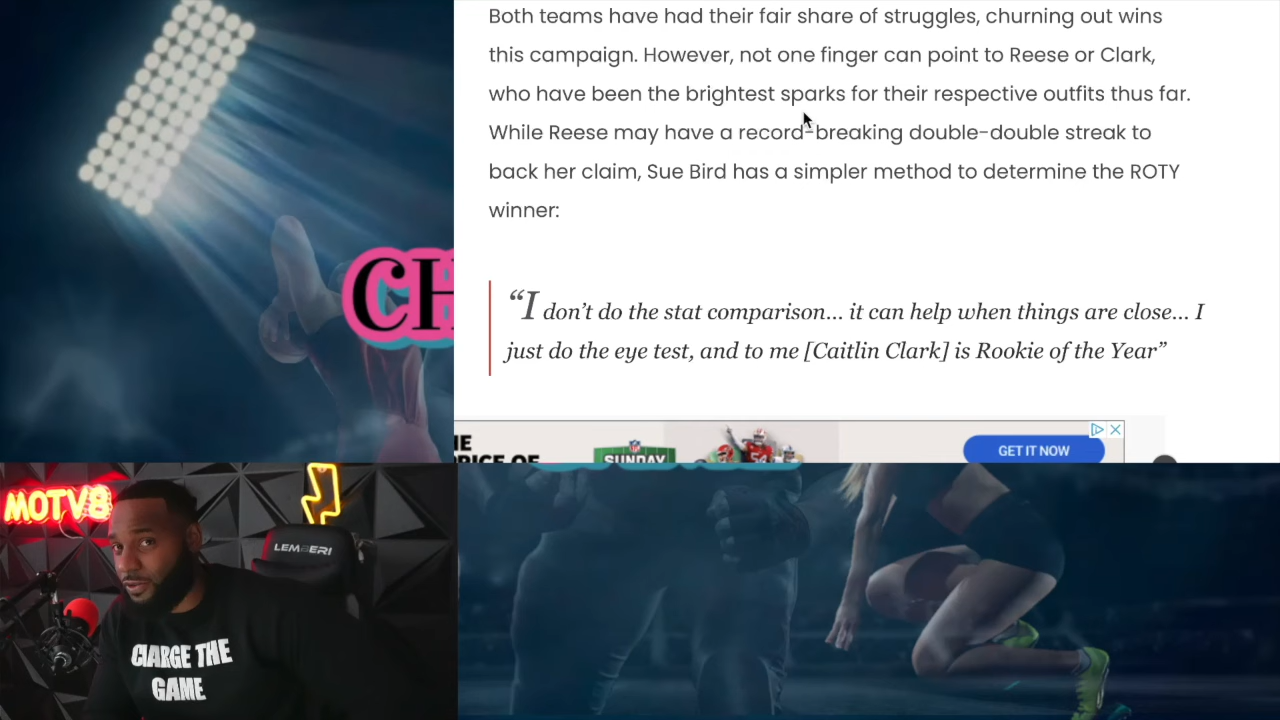 Both teams have had their fair share of struggles, churning out wins
this campaign. However, not one finger can point to Reese or Clark,
who have been the brightest sparks for their respective outfits thus far.
While Reese may have a record-breaking double-double streak to
back her claim, Sue Bird has a simpler method to determine the ROTY
winner:
CH
“I don’t do the stat comparison… it can help when things are close… I
just do the eye test, and to me [Caitlin Clark] is Rookie of the Year”
SUNDAY
GET IT NOW
MOTV8
LEMBERI
CLARGE THE
GAME